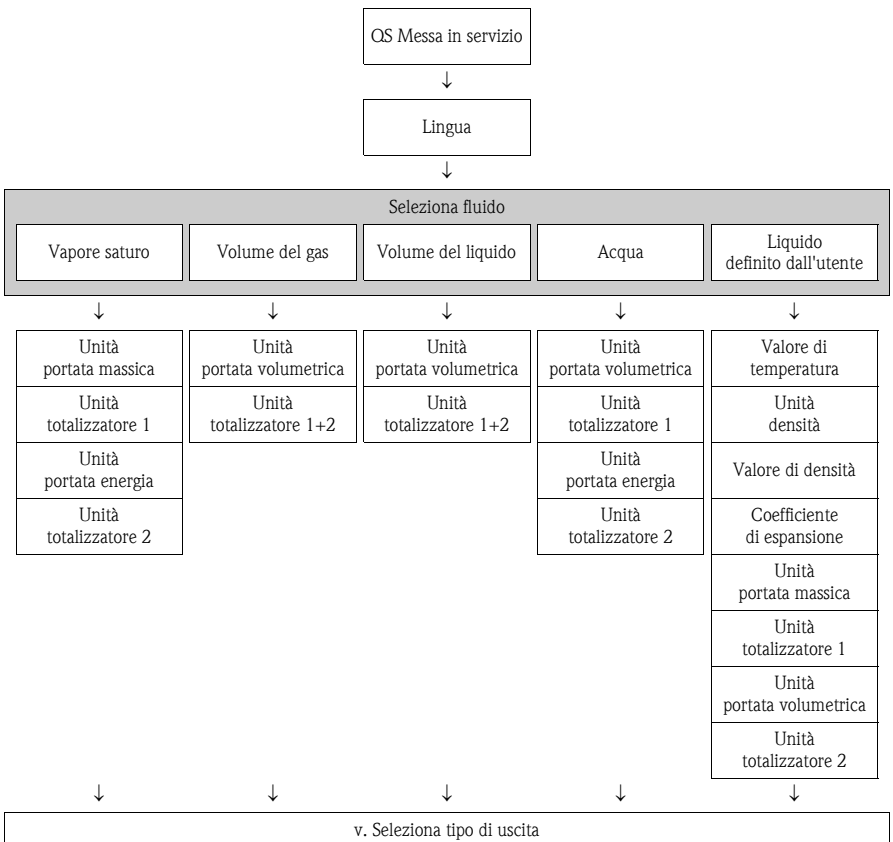 QS Messa in servizio
↓
Lingua
↓
Seleziona fluido
Vapore saturo
Volume del gas
Volume del liquido
Acqua
Liquido
definito dall'utente
↓ ↓ ↓ ↓ ↓
Unità
portata massica
Unità
totalizzatore 1
Unità
portata energia
Unità
totalizzatore 2
Unità
portata volumetrica
Unità
totalizzatore 1+2
Unità
portata volumetrica
Unità
totalizzatore 1+2
Unità
portata volumetrica
Unità
totalizzatore 1
Unità
portata energia
Unità
totalizzatore 2
Valore di
temperatura
Unità
densità
Valore di densità
Coefficiente
di espansione
Unità
portata massica
Unità
totalizzatore 1
Unità
portata volumetrica
Unità
totalizzatore 2
↓ ↓ ↓ ↓ ↓
v. Seleziona tipo di uscita